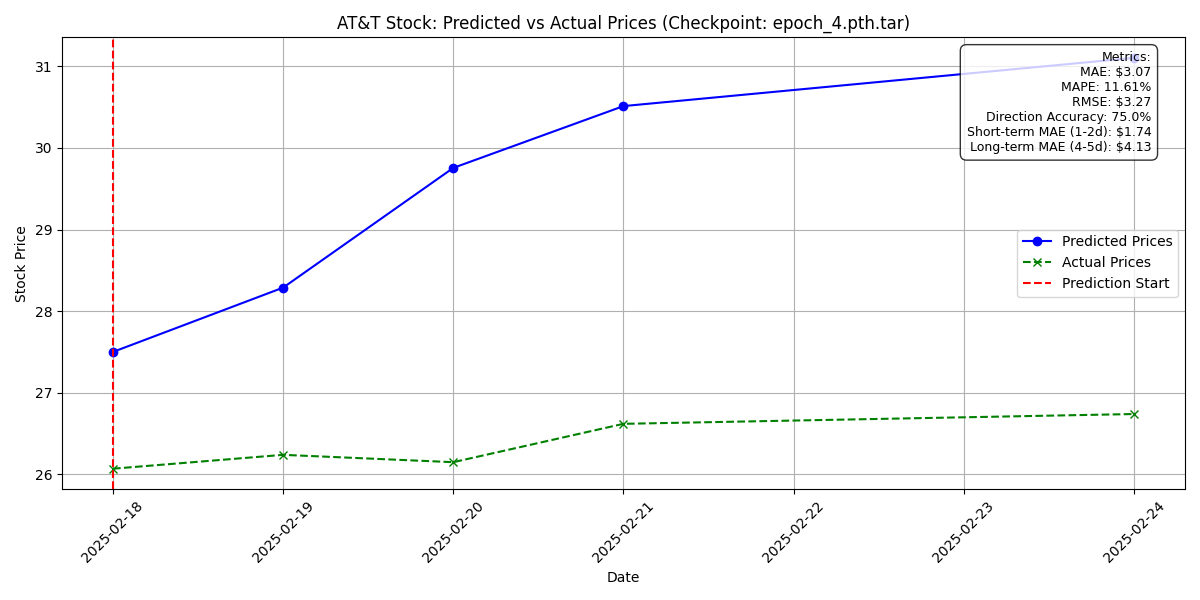 AT&T Stock: Predicted vs Actual Prices (Checkpoint: epoch_4.pth.tar)
Metrics:
MAE: $3.07
MAPE: 11.61%
RMSE: $3.27
Direction Accuracy: 75.0%
Short-term MAE (1-2d): $1.74
Long-term MAE (4-5d): $4.13
Predicted Prices
Actual Prices
Prediction Start
Stock Price
31
30
29
28
27
26
2025-02-18
2025-02-19
2025-02-20
2025-02-21
2025-02-22
2025-02-23
2025-02-24
Date